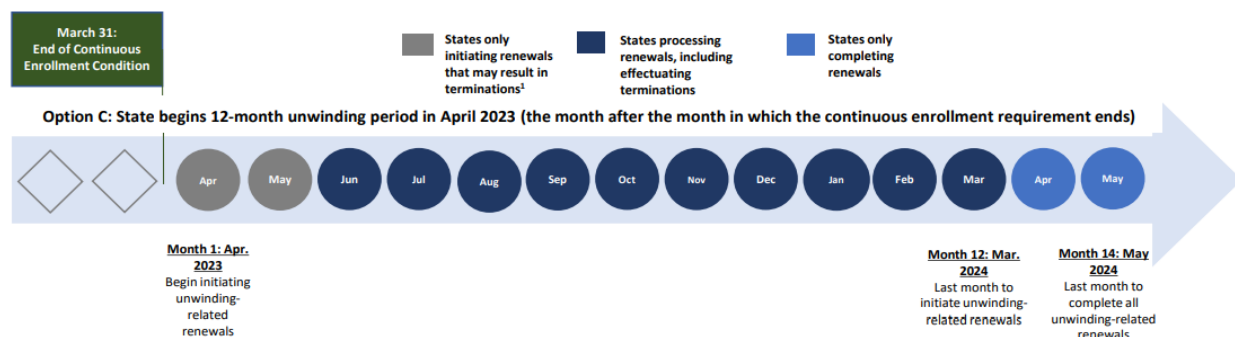 March 31:
End of Continuous
Enrollment Condition
States only
initiating renewals
that may result in
terminations¹
States processing
renewals, including
effectuating
terminations
States only
completing
renewals
Option C: State begins 12-month unwinding period in April 2023 (the month after the month in which the continuous enrollment requirement ends)
Apr May Jun Jul Aug Sep Oct Nov Dec Jan Feb Mar Apr May
Month 1: Apr.
2023
Begin initiating
unwinding-
related
renewals
Month 12: Mar.
2024
Last month to
initiate unwinding-
related renewals
Month 14: May
2024
Last month to
complete all
unwinding-related
renewals